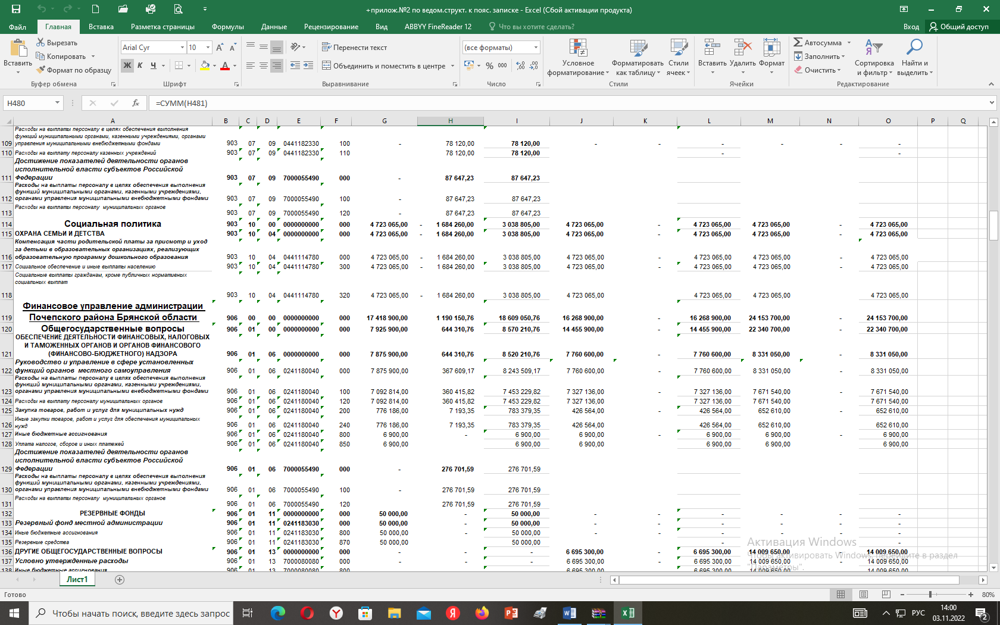 +прилож.№2 по ведом.структ. к пояс. записке - Excel (Сбой активации продукта)
Файл Главная Вставка Разметка страницы Формулы Данные Рецензирование Вид ABBYY FineReader 12 Что вы хотите сделать? Вход Общий доступ
Вставить Вырезать Копировать Формат по образцу Буфер обмена
Arial Cyr 10 Ж К Ч Шрифт
Перенести текст Объединить и поместить в центре Выравнивание
(все форматы) % 000 Число
Условное форматирование Форматировать как таблицу Стили ячеек Стили
Вставить Удалить Формат Ячейки
Автосумма Заполнить Очистить Сортировка и фильтр Найти и выделить Редактирование
H480 fx =СУММ(H481)
A B C D E F G H I J K L M N O P Q
Расходы на выплаты персоналу в целях обеспечения выполнения
функций муниципальными органами, казенными учреждениями, органами
109 управления муниципальными внебюджетными фондами 903 07 09 0441182330 100 - 78 120,00 78 120,00 - - - - - -
110 Расходы на выплату персоналу казенных учреждений 903 07 09 0441182330 110 78 120,00 78 120,00 - -
Достижение показателей деятельности органов
исполнительной власти субъектов Российской
111 Федерации 903 07 09 7000055490 000 - 87 647,23 87 647,23
Расходы на выплаты персоналу в целях обеспечения выполнения
функций муниципальными органами, казенными учреждениями,
112 органами управления муниципальными внебюджетными фондами 903 07 09 7000055490 100 - 87 647,23 87 647,23
Расходы на выплаты персоналу муниципальных органов
113 903 07 09 7000055490 120 - 87 647,23 87 647,23
114 Социальная политика 903 10 00 0000000000 000 4 723 065,00 - 1 684 260,00 3 038 805,00 4 723 065,00 - 4 723 065,00 4 723 065,00 - 4 723 065,00
115 ОХРАНА СЕМЬИ И ДЕТСТВА 903 10 04 0000000000 000 4 723 065,00 - 1 684 260,00 3 038 805,00 4 723 065,00 - 4 723 065,00 4 723 065,00 - 4 723 065,00
Компенсация части родительской платы за присмотр и уход
за детьми в образовательных организациях, реализующих
116 образовательную программу дошкольного образования 903 10 04 0441114780 000 4 723 065,00 - 1 684 260,00 3 038 805,00 4 723 065,00 - 4 723 065,00 4 723 065,00 - 4 723 065,00
117 Социальное обеспечение и иные выплаты населению 903 10 04 0441114780 300 4 723 065,00 - 1 684 260,00 3 038 805,00 4 723 065,00 - 4 723 065,00 4 723 065,00 - 4 723 065,00
Социальные выплаты гражданам, кроме публичных нормативных
социальных выплат
118 903 10 04 0441114780 320 4 723 065,00 - 1 684 260,00 3 038 805,00 4 723 065,00 4 723 065,00 4 723 065,00 4 723 065,00
Финансовое управление администрации
119 Почепского района Брянской области 906 00 00 0000000000 000 17 418 900,00 1 190 150,76 18 609 050,76 16 268 900,00 - 16 268 900,00 24 153 700,00 - 24 153 700,00
120 Общегосударственные вопросы 906 01 00 0000000000 000 7 925 900,00 644 310,76 8 570 210,76 14 455 900,00 - 14 455 900,00 22 340 700,00 - 22 340 700,00
ОБЕСПЕЧЕНИЕ ДЕЯТЕЛЬНОСТИ ФИНАНСОВЫХ, НАЛОГОВЫХ
И ТАМОЖЕННЫХ ОРГАНОВ И ОРГАНОВ ФИНАНСОВОГО
121 (ФИНАНСОВО-БЮДЖЕТНОГО) НАДЗОРА 906 01 06 0000000000 000 7 875 900,00 644 310,76 8 520 210,76 7 760 600,00 - 7 760 600,00 8 331 050,00 - 8 331 050,00
Руководство и управление в сфере установленных
122 функций органов местного самоуправления 906 01 06 0241180040 000 7 875 900,00 367 609,17 8 243 509,17 7 760 600,00 - 7 760 600,00 8 331 050,00 - 8 331 050,00
Расходы на выплаты персоналу в целях обеспечения выполнения
функций муниципальными органами, казенными учреждениями,
123 органами управления муниципальными внебюджетными фондами 906 01 06 0241180040 100 7 092 814,00 360 415,82 7 453 229,82 7 327 136,00 - 7 327 136,00 7 671 540,00 - 7 671 540,00
124 Расходы на выплату персоналу муниципальных органов 906 01 06 0241180040 120 7 092 814,00 360 415,82 7 453 229,82 7 327 136,00 7 327 136,00 7 671 540,00 7 671 540,00
125 Закупка товаров, работ и услуг для муниципальных нужд 906 01 06 0241180040 200 776 186,00 7 193,35 783 379,35 426 564,00 - 426 564,00 652 610,00 - 652 610,00
Иные закупки товаров, работ и услуг для обеспечения муниципальных
126 нужд 906 01 06 0241180040 240 776 186,00 7 193,35 783 379,35 426 564,00 426 564,00 652 610,00 652 610,00
127 Иные бюджетные ассигнования 906 01 06 0241180040 800 6 900,00 - 6 900,00 6 900,00 - 6 900,00 6 900,00 - 6 900,00
128 Уплата налогов, сборов и иных платежей 906 01 06 0241180040 850 6 900,00 6 900,00 6 900,00 6 900,00 6 900,00 6 900,00
Достижение показателей деятельности органов
исполнительной власти субъектов Российской
129 Федерации 906 01 06 7000055490 000 - 276 701,59 276 701,59
Расходы на выплаты персоналу в целях обеспечения выполнения
функций муниципальными органами, казенными учреждениями,
130 органами управления муниципальными внебюджетными фондами 906 01 06 7000055490 100 - 276 701,59 276 701,59
Расходы на выплаты персоналу муниципальных органов
131 906 01 06 7000055490 120 276 701,59 276 701,59
132 РЕЗЕРВНЫЕ ФОНДЫ 906 01 11 0000000000 000 50 000,00 - 50 000,00 - - - - - -
133 Резервный фонд местной администрации 906 01 11 0241183030 000 50 000,00 - 50 000,00 - - - - - -
134 Иные бюджетные ассигнования 906 01 11 0241183030 800 50 000,00 - 50 000,00 - - - - - -
135 Резервные средства 906 01 11 0241183030 870 50 000,00 50 000,00 - -
136 ДРУГИЕ ОБЩЕГОСУДАРСТВЕННЫЕ ВОПРОСЫ 906 01 13 0000000000 000 - - - 6 695 300,00 - 6 695 300,00 14 009 650,00 - 14 009 650,00
137 Условно утвержденные расходы 906 01 13 7000080080 000 - - - 6 695 300,00 - 6 695 300,00 14 009 650,00 - 14 009 650,00
138 Иные бюджетные ассигнования 906 01 13 7000080080 800 6 695 300,00 6 695 300,00 14 009 650,00 14 009 650,00
Активация Windows
Чтобы активировать Windows, перейдите в раздел
"Параметры".
Лист1
Готово 80%
Чтобы начать поиск, введите здесь запрос РУС 14:00
03.11.2022 2